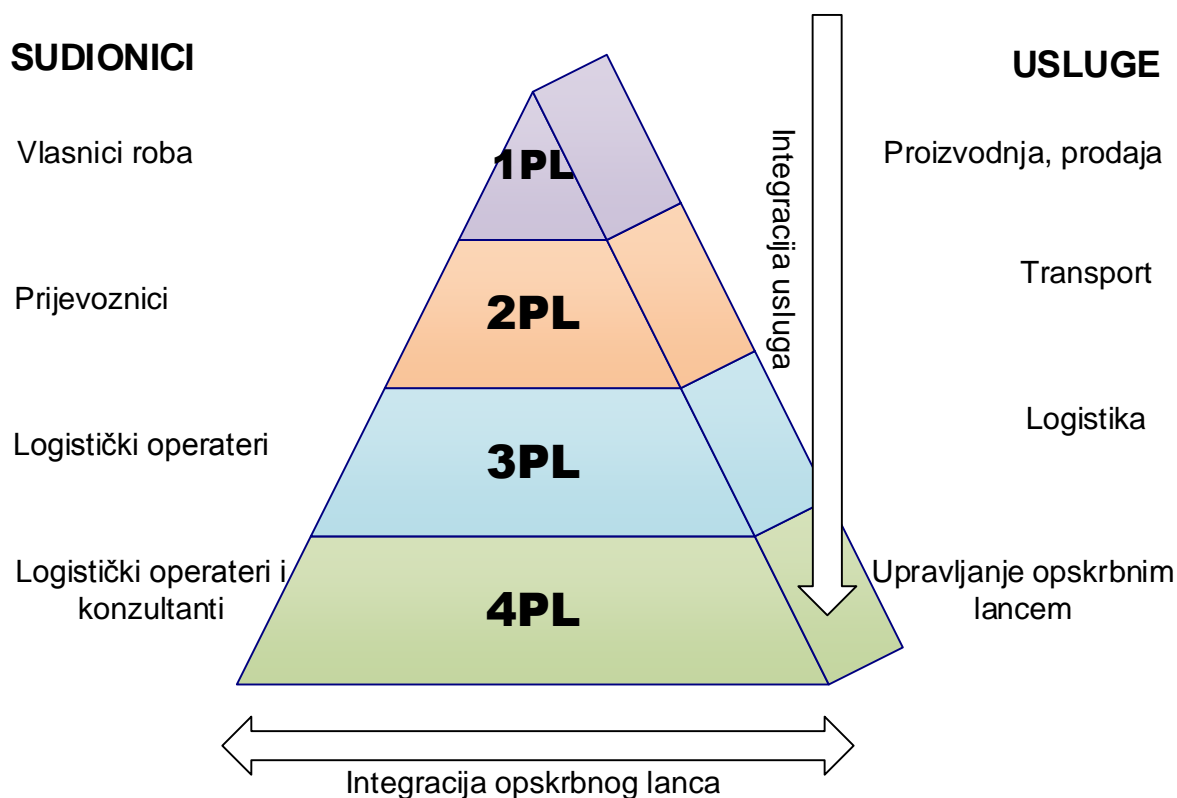 SUDIONICI
USLUGE
Vlasnici roba
1PL
Proizvodnja, prodaja
Integracija usluga
Prijevoznici
2PL
Transport
Logistički operateri
3PL
Logistika
Logistički operateri i
konzultanti
4PL
Upravljanje opskrbnim
lancem
Integracija opskrbnog lanca